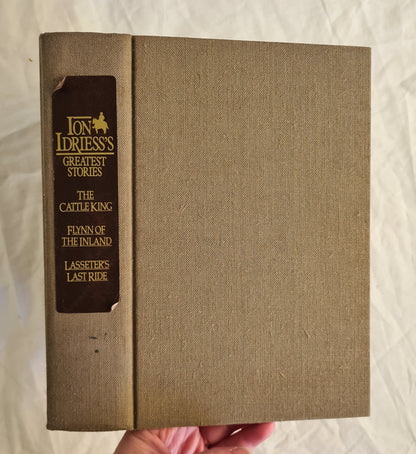 ION
IDRIESS'S
GREATEST
STORIES
THE
CATTLE KING
FLYNN OF
THE INLAND
LASSETER'S
LAST RIDE